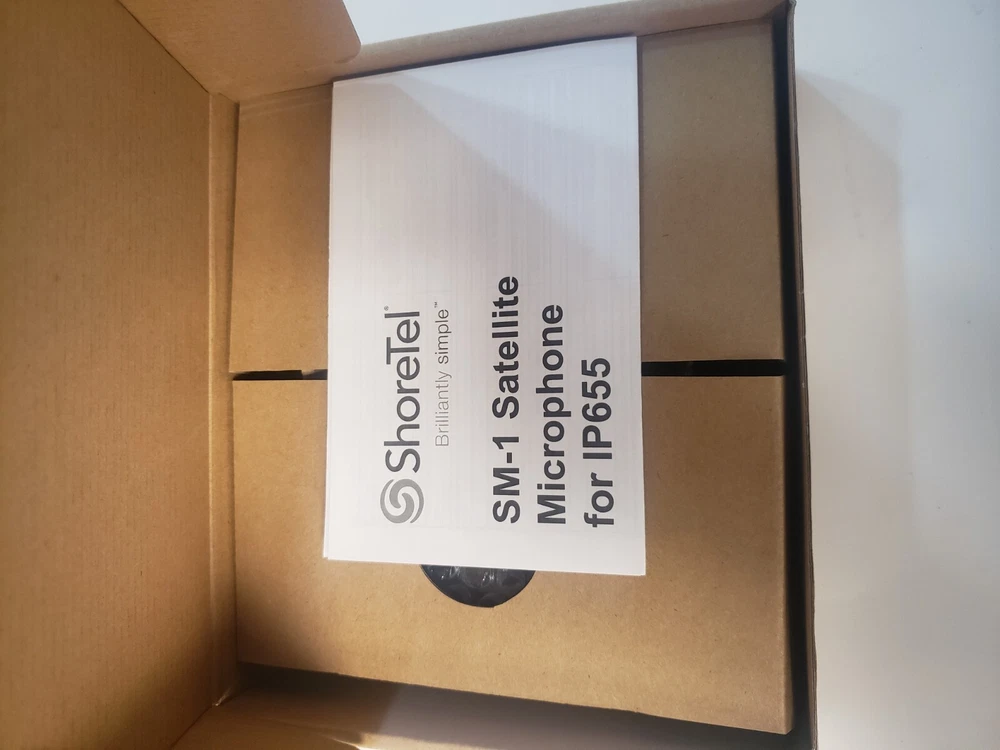 ShoreTel®
Brilliantly simple™
SM-1 Satellite
Microphone
for IP655